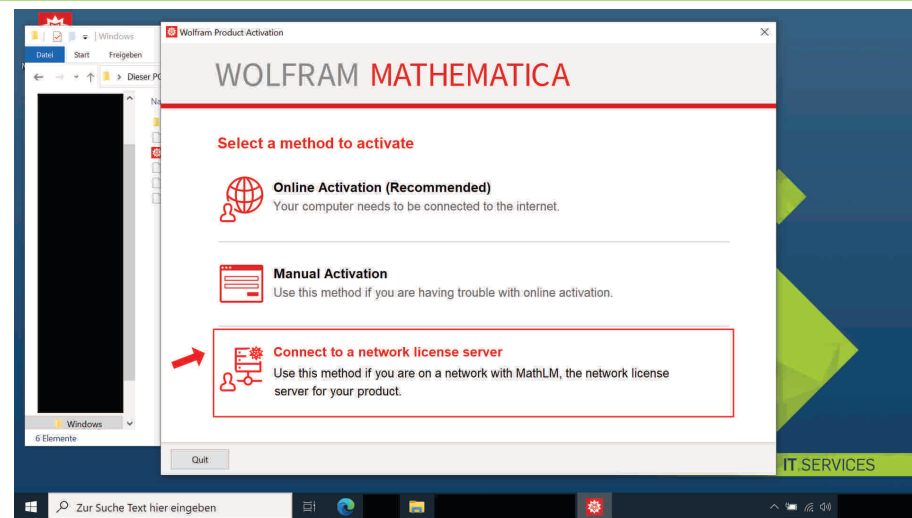 Windows
Datei Start Freigeben
Dieser PC
Na
Windows
6 Elemente
Wolfram Product Activation
WOLFRAM MATHEMATICA
Select a method to activate
Online Activation (Recommended)
Your computer needs to be connected to the internet.
Manual Activation
Use this method if you are having trouble with online activation.
Connect to a network license server
Use this method if you are on a network with MathLM, the network license
server for your product.
Quit
IT.SERVICES
Zur Suche Text hier eingeben